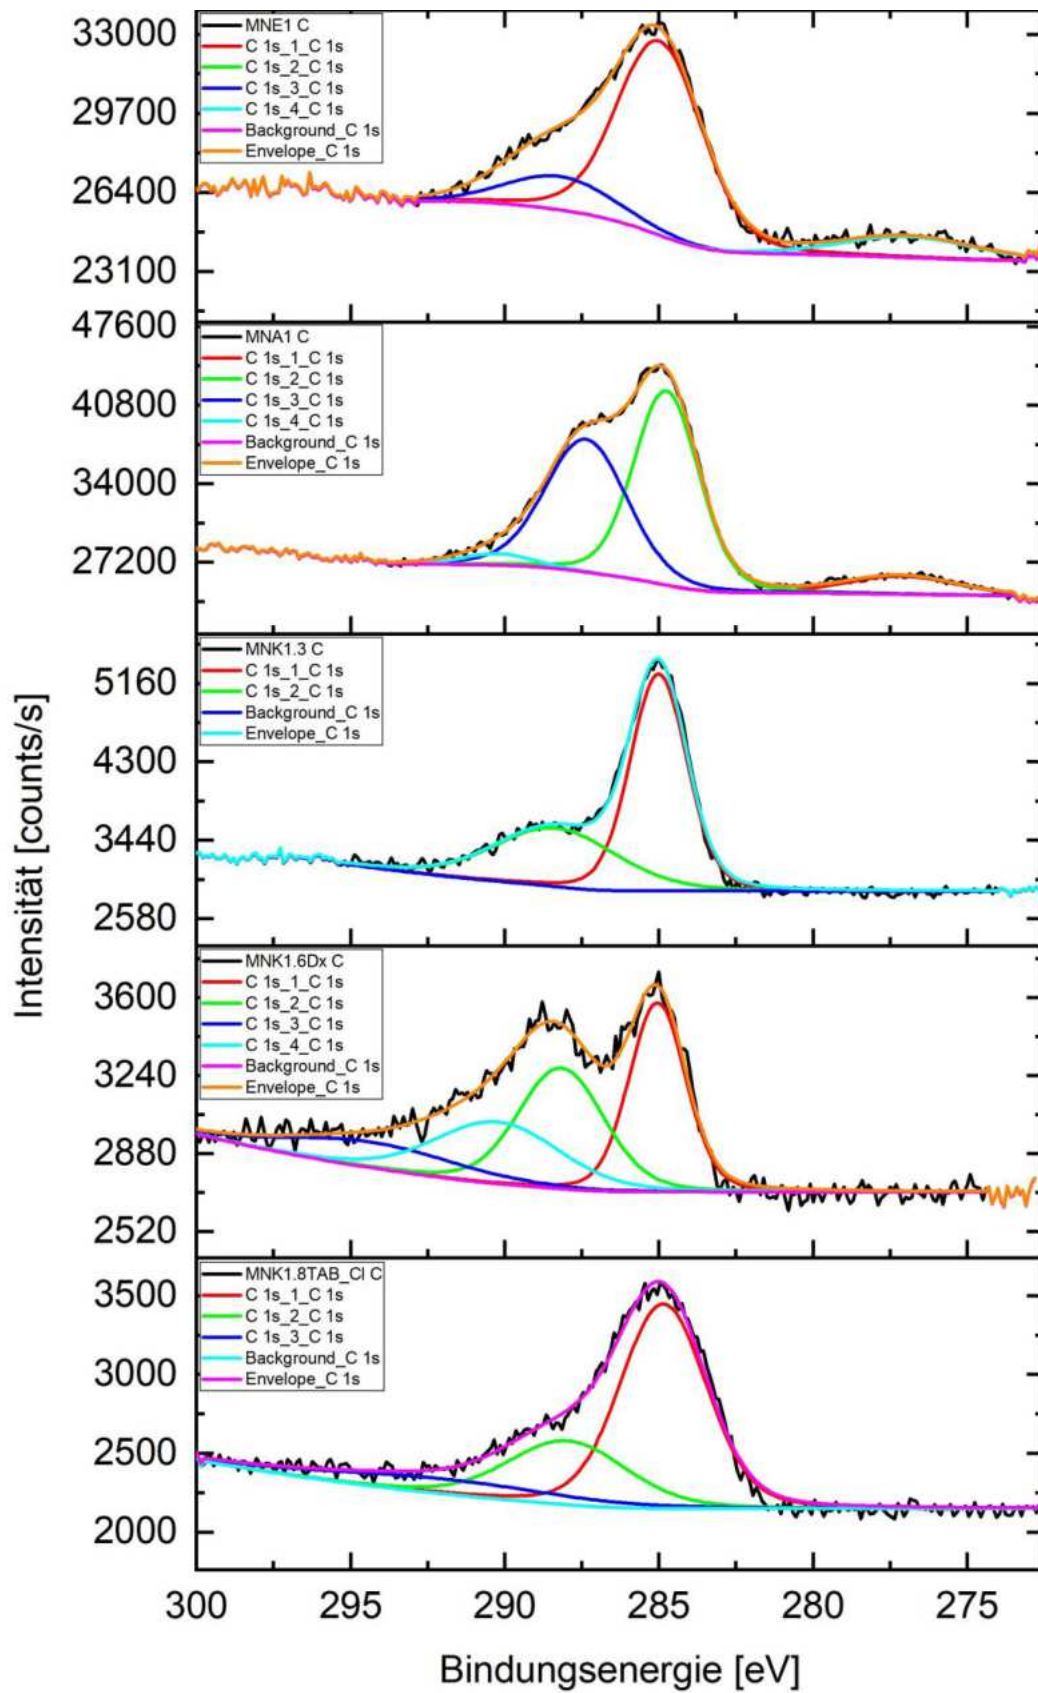 33000
29700
26400
23100
MNE1 C
C 1s_1_C 1s
C 1s_2_C 1s
C 1s_3_C 1s
C 1s_4_C 1s
Background_C 1s
Envelope_C 1s
47600
40800
34000
27200
MNA1 C
C 1s_1_C 1s
C 1s_2_C 1s
C 1s_3_C 1s
C 1s_4_C 1s
Background_C 1s
Envelope_C 1s
5160
4300
3440
2580
MNK1.3 C
C 1s_1_C 1s
C 1s_2_C 1s
Background_C 1s
Envelope_C 1s
3600
3240
2880
2520
MNK1.6Dx C
C 1s_1_C 1s
C 1s_2_C 1s
C 1s_3_C 1s
C 1s_4_C 1s
Background_C 1s
Envelope_C 1s
3500
3000
2500
2000
MNK1.8TAB_Cl C
C 1s_1_C 1s
C 1s_2_C 1s
C 1s_3_C 1s
Background_C 1s
Envelope_C 1s
Intensität [counts/s]
300 295 290 285 280 275
Bindungsenergie [eV]